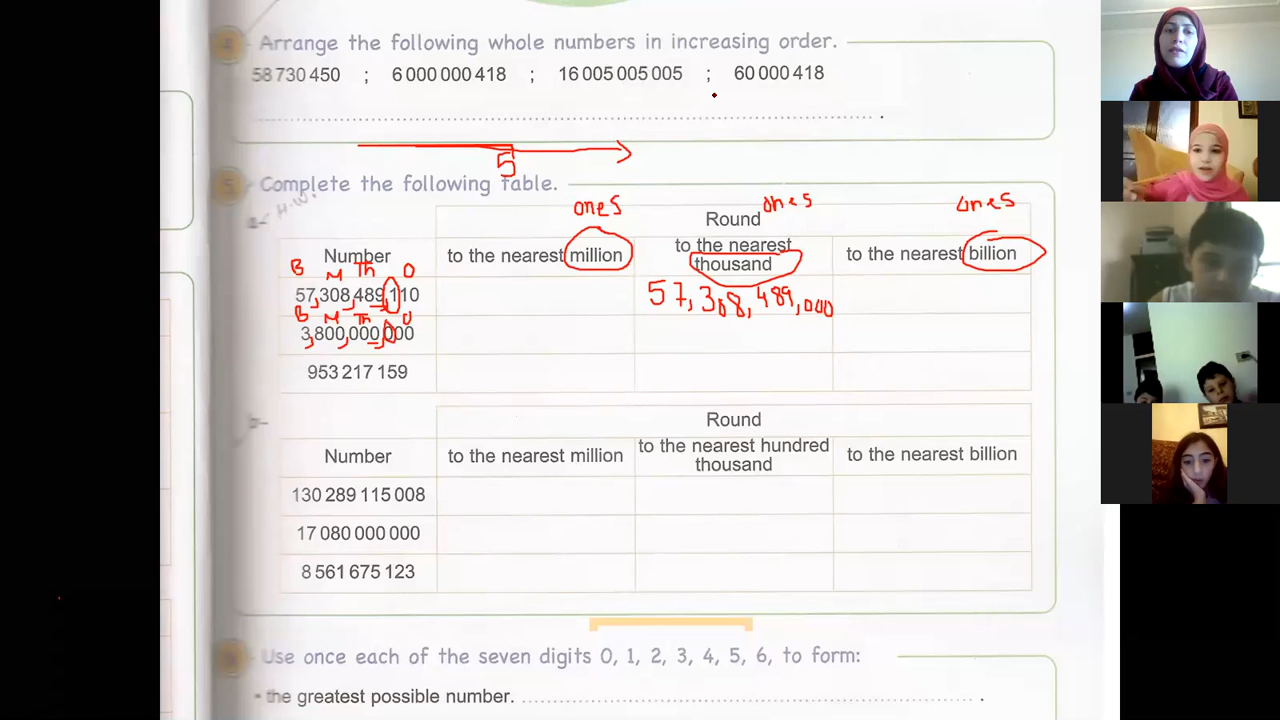 4 Arrange the following whole numbers in increasing order.
58 730 450 ; 6 000 000 418 ; 16 005 005 005 ; 60 000 418
5 Complete the following table.
a- H.W.
ones ones ones
Round
Number to the nearest million to the nearest thousand to the nearest billion
B M Th O
57,308,489,110 57,308,489,000
B M Th O
3,800,000,000
953 217 159
b-
Round
Number to the nearest million to the nearest hundred thousand to the nearest billion
130 289 115 008
17 080 000 000
8 561 675 123
Use once each of the seven digits 0, 1, 2, 3, 4, 5, 6, to form:
- the greatest possible number. .
5